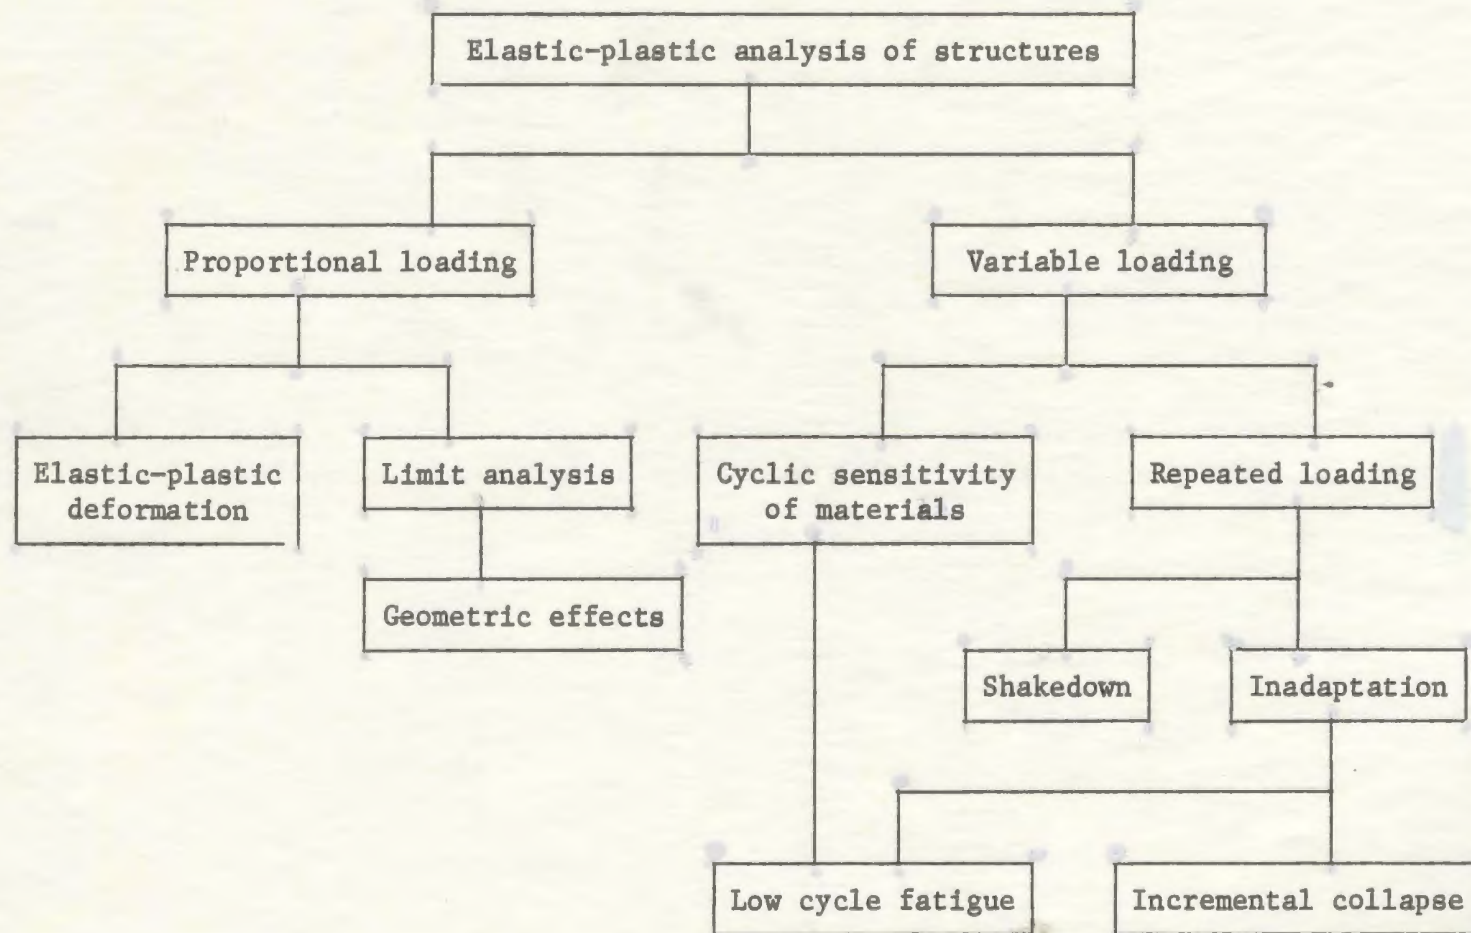 Elastic-plastic analysis of structures
Proportional loading
Variable loading
Elastic-plastic
deformation
Limit analysis
Cyclic sensitivity
of materials
Repeated loading
Geometric effects
Shakedown
Inadaptation
Low cycle fatigue
Incremental collapse